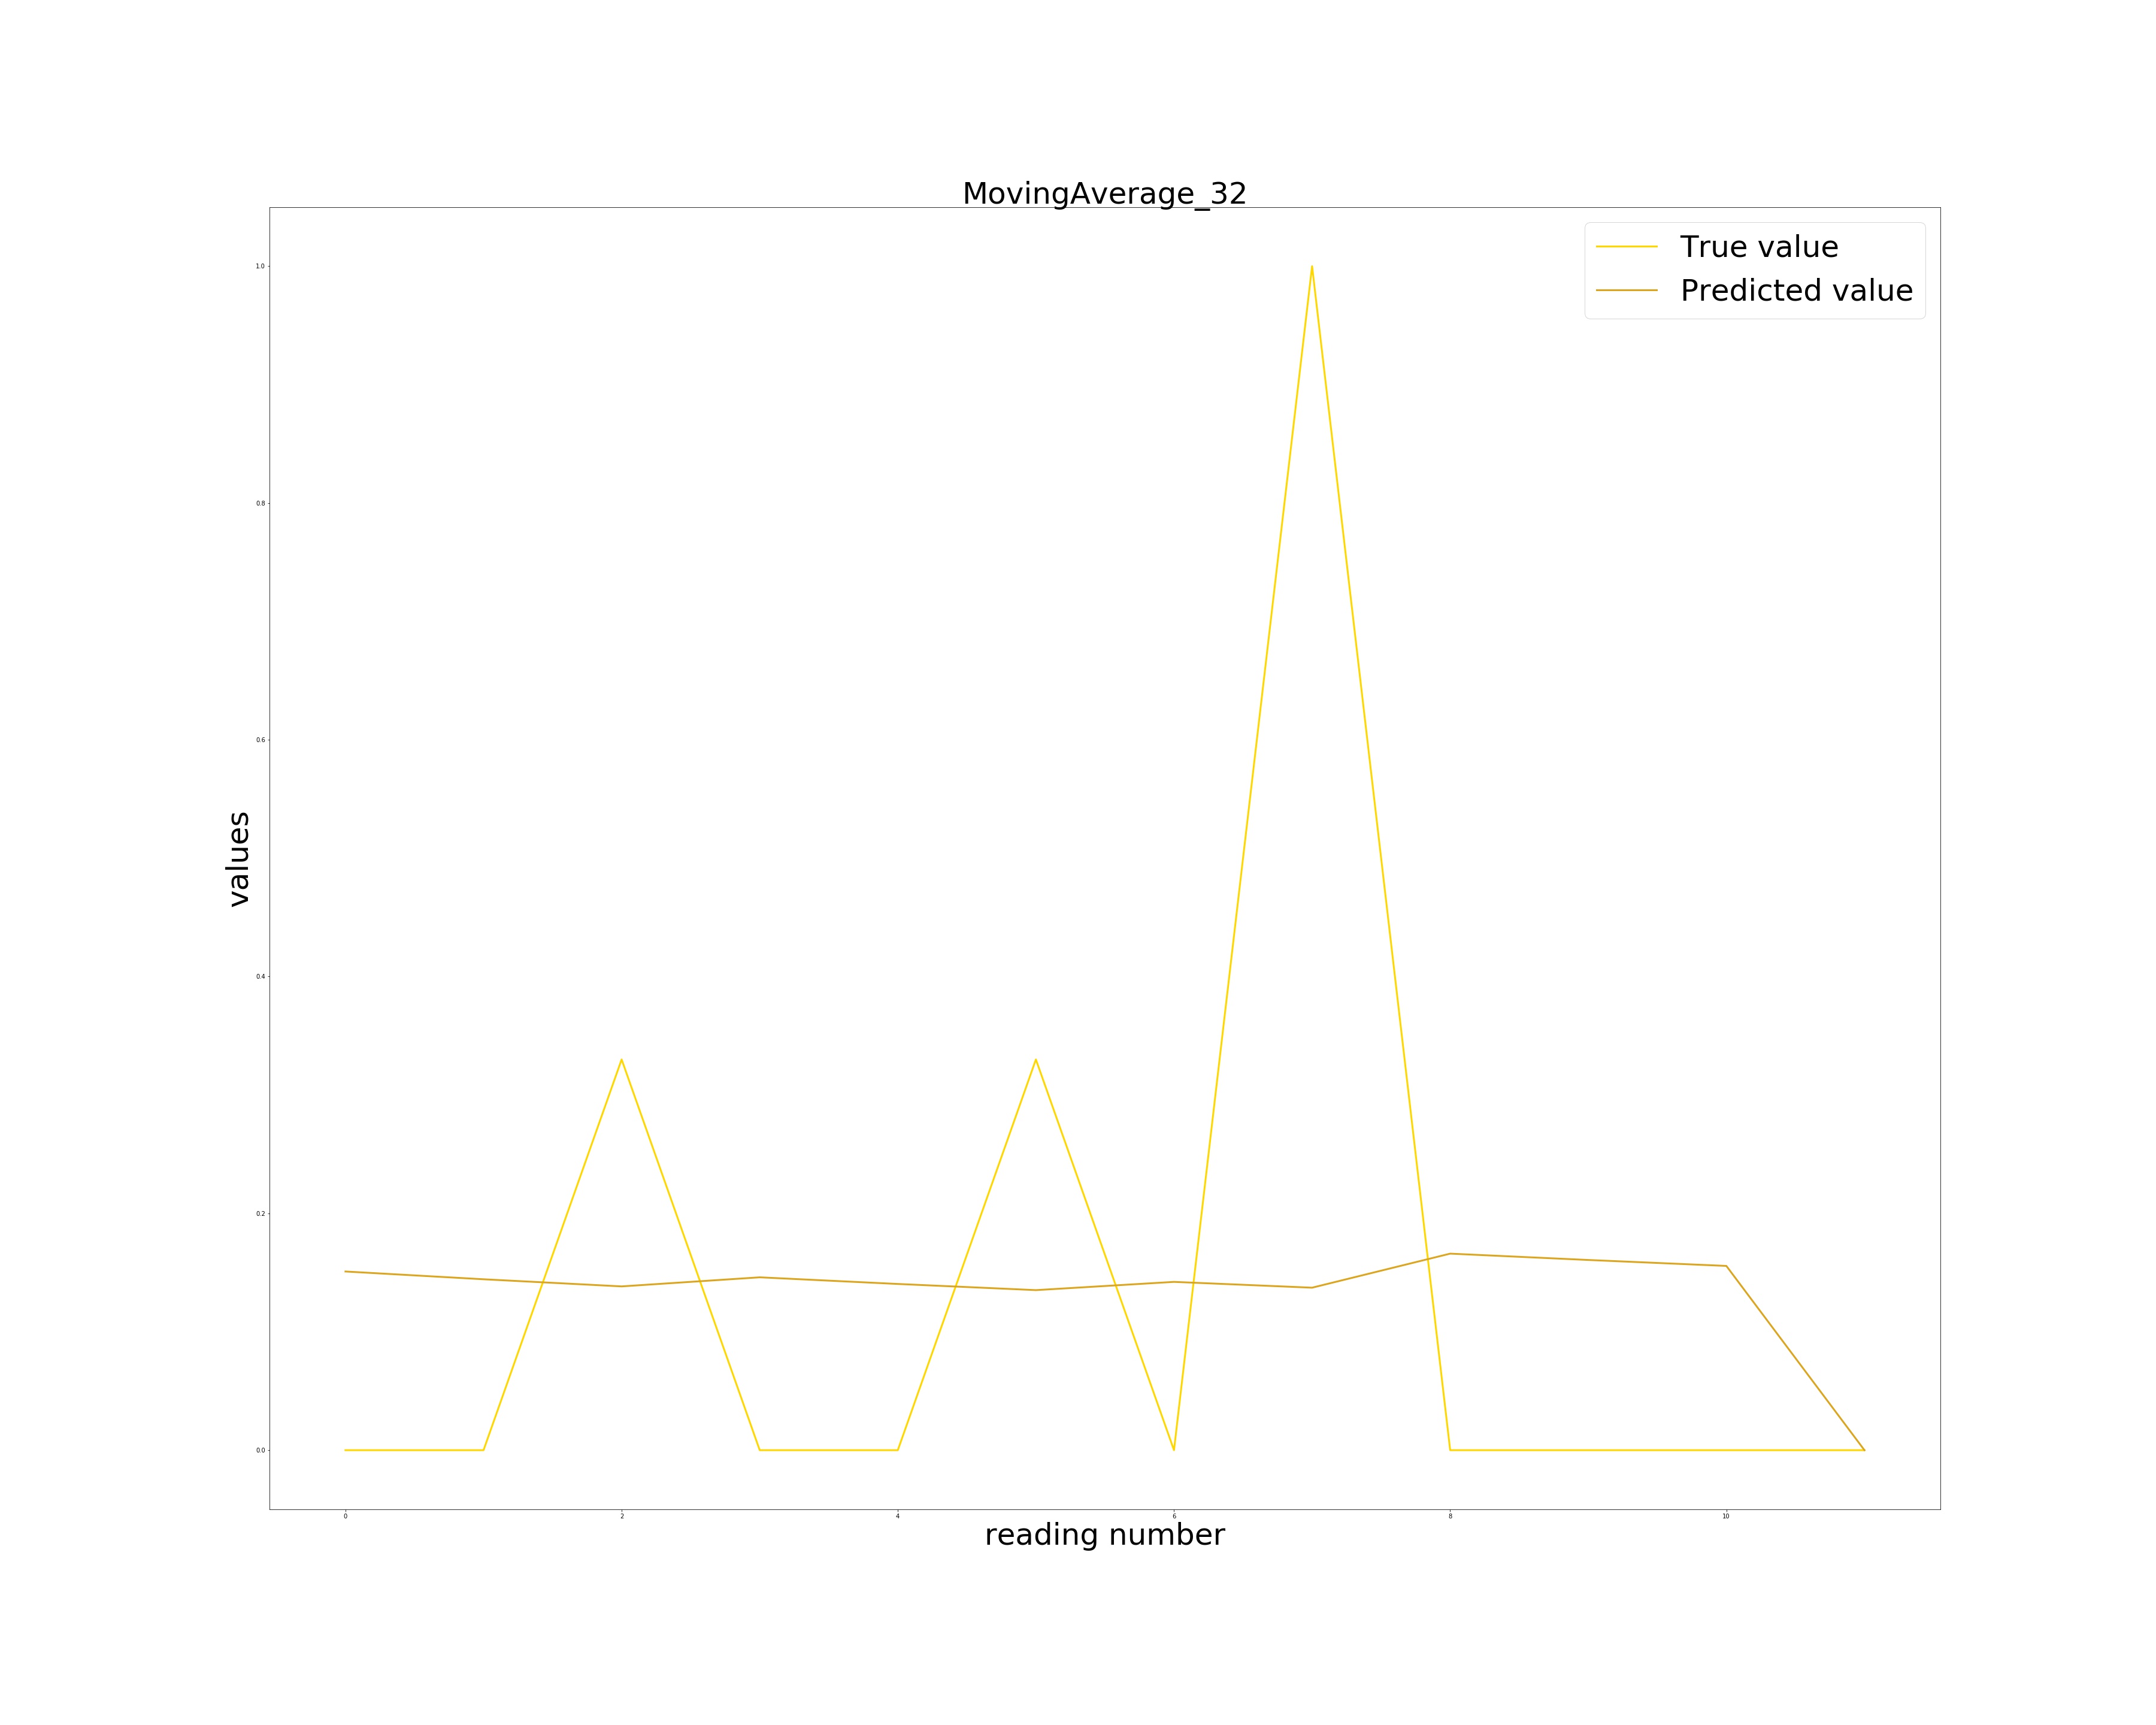 MovingAverage_32
True value
Predicted value
1.0
0.8
0.6
0.4
0.2
0.0
values
0 2 4 6 8 10
reading number